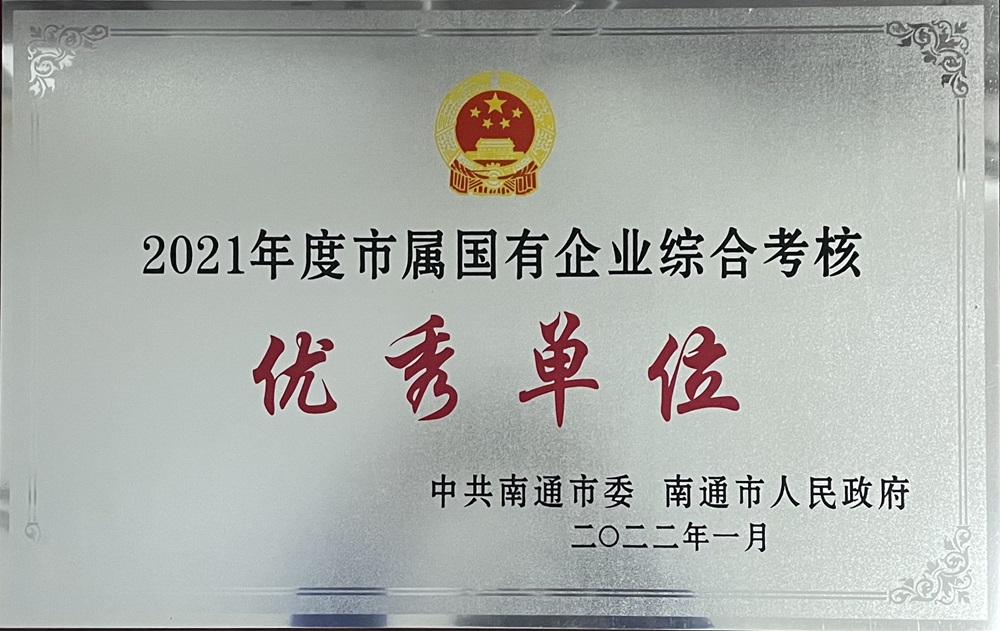 2021年度市属国有企业综合考核
优秀单位
中共南通市委 南通市人民政府
二〇二二年一月